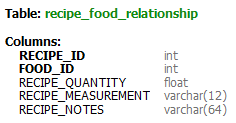 Table: recipe_food_relationship
Columns:
RECIPE_ID int
FOOD_ID int
RECIPE_QUANTITY float
RECIPE_MEASUREMENT varchar(12)
RECIPE_NOTES varchar(64)